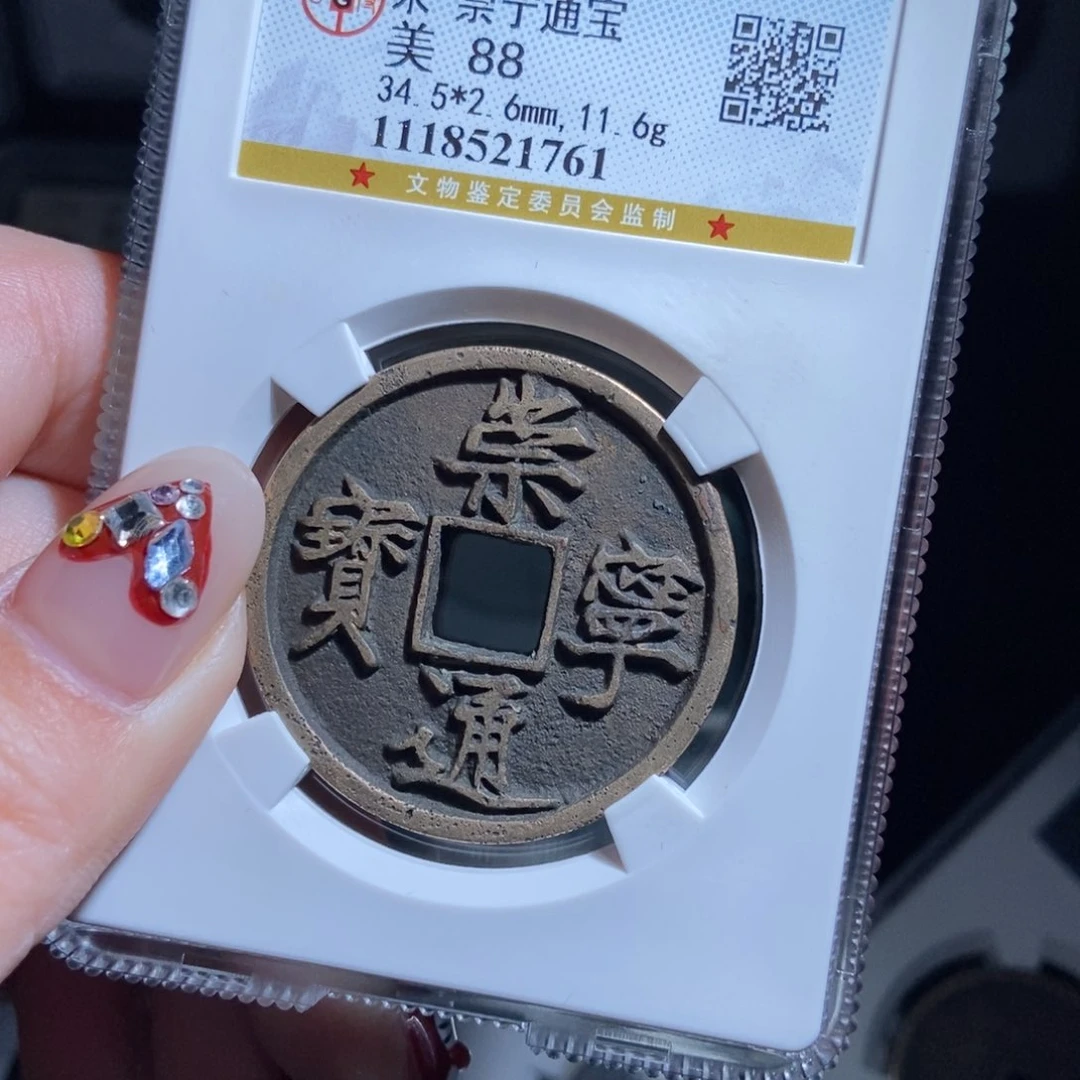 宋 崇宁通宝
美 88
34.5*2.6mm,11.6g
1118521761
★ 文物鉴定委员会监制 ★
崇
寧
通
寶